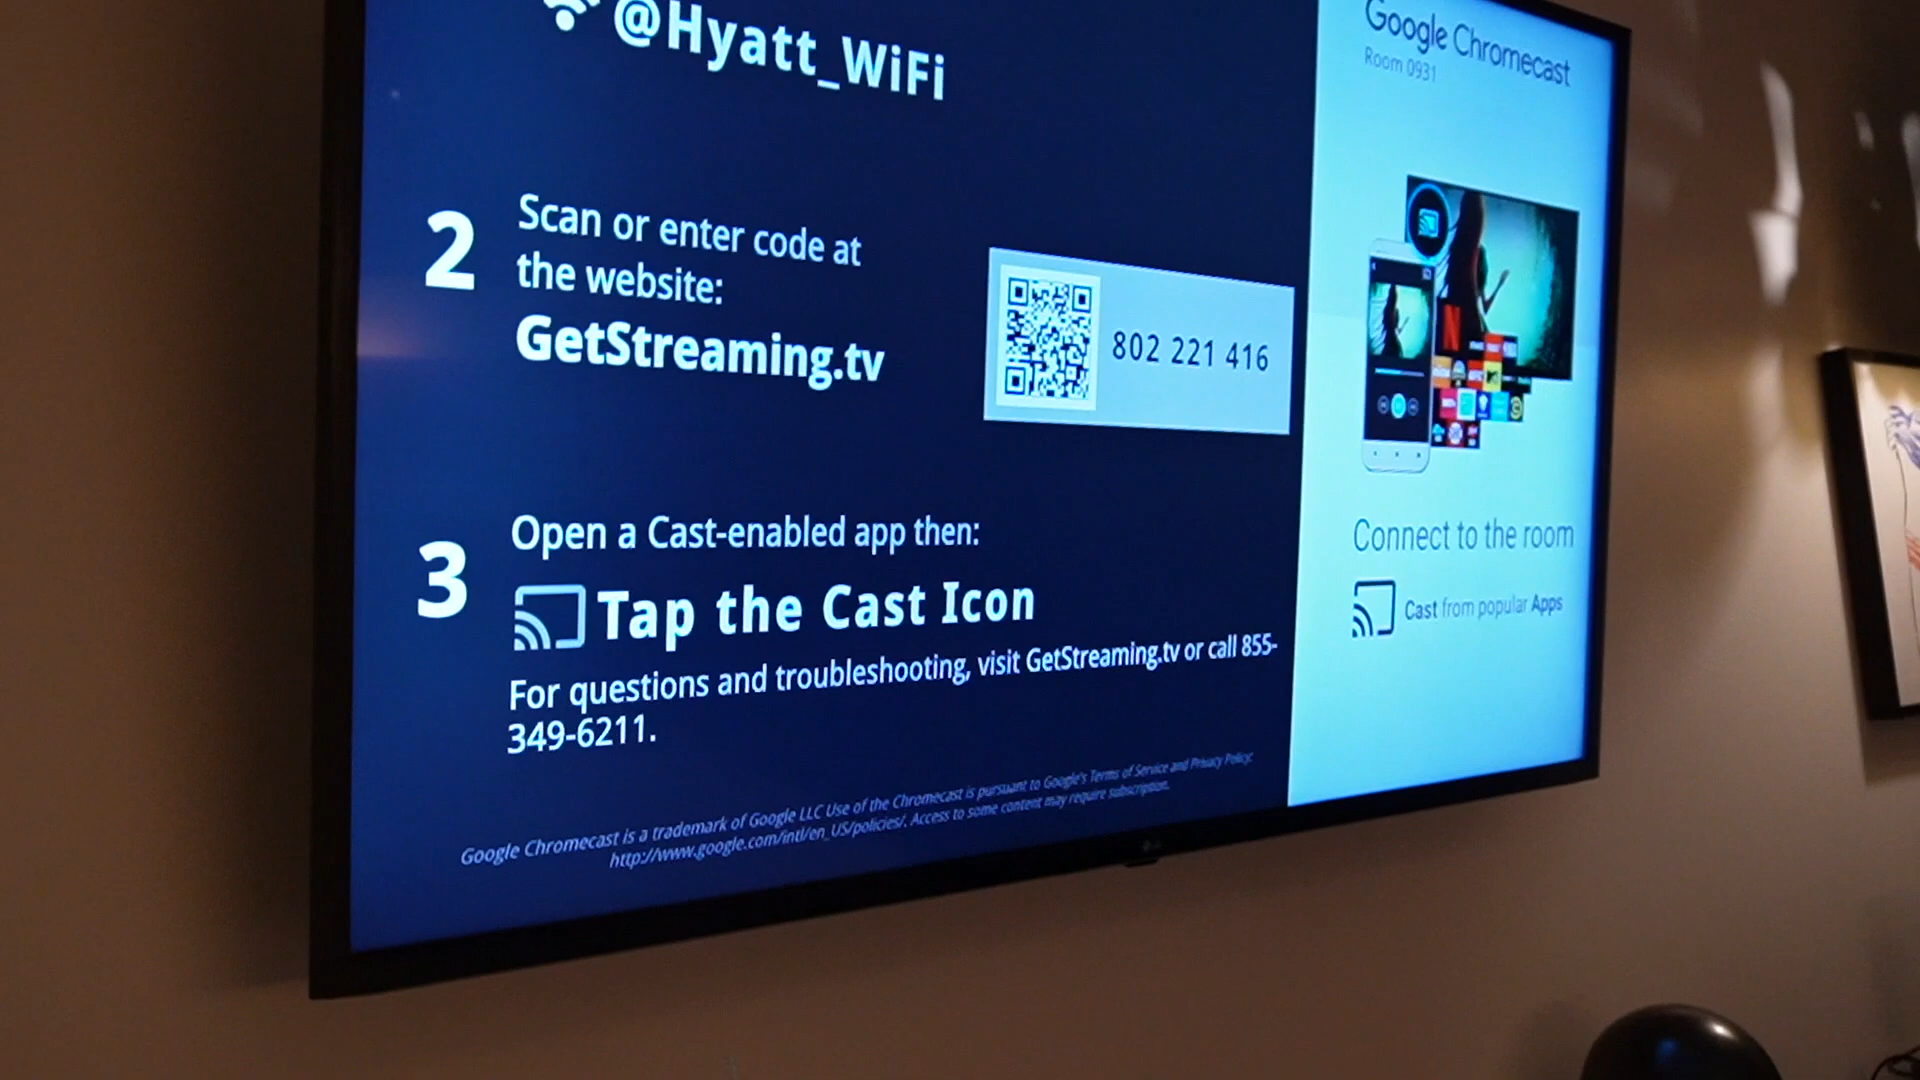 @Hyatt_WiFi
2
Scan or enter code at
the website:
GetStreaming.tv
802 221 416
3
Open a Cast-enabled app then:
Tap the Cast Icon
For questions and troubleshooting, visit GetStreaming.tv or call 855-
349-6211.
Google Chromecast is a trademark of Google LLC Use of the Chromecast is pursuant to Google's Terms of Service and Privacy Policy:
http://www.google.com/intl/en_US/policies/. Access to some content may require subscription.
Google Chromecast
Room 0931
N
Connect to the room
Cast from popular Apps